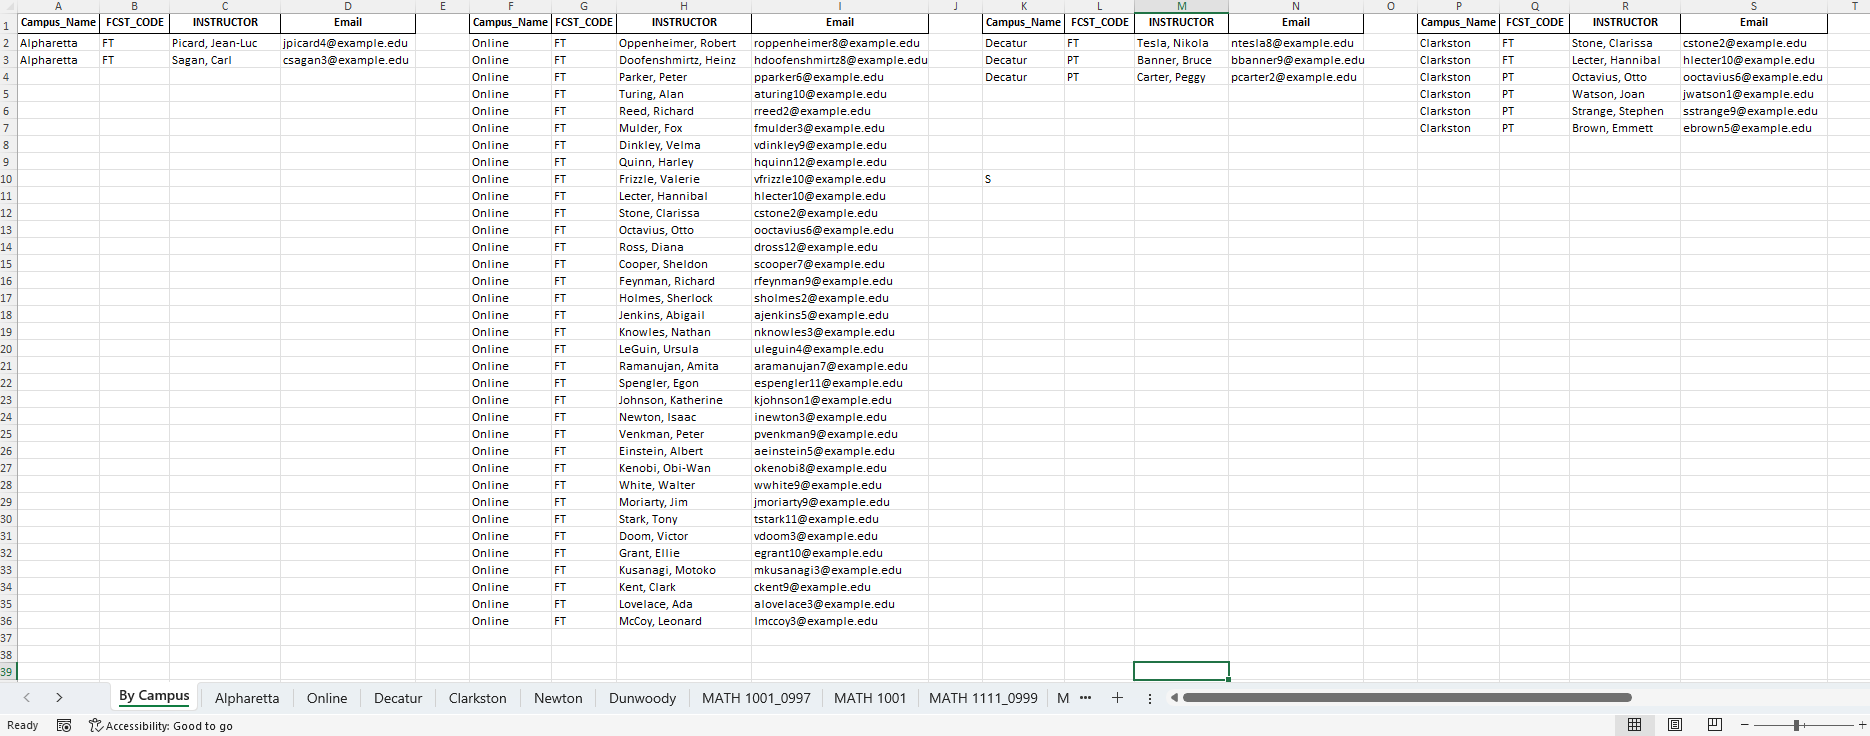 A B C D E F G H I J K L M N O P Q R S T
1 Campus_Name FCST_CODE INSTRUCTOR Email Campus_Name FCST_CODE INSTRUCTOR Email Campus_Name FCST_CODE INSTRUCTOR Email Campus_Name FCST_CODE INSTRUCTOR Email
2 Alpharetta FT Picard, Jean-Luc jpicard4@example.edu Online FT Oppenheimer, Robert roppenheimer8@example.edu Decatur FT Tesla, Nikola ntesla8@example.edu Clarkston FT Stone, Clarissa cstone2@example.edu
3 Alpharetta FT Sagan, Carl csagan3@example.edu Online FT Doofenshmirtz, Heinz hdoofenshmirtz8@example.edu Decatur PT Banner, Bruce bbanner9@example.edu Clarkston FT Lecter, Hannibal hlecter10@example.edu
4 Online FT Parker, Peter pparker6@example.edu Decatur PT Carter, Peggy pcarter2@example.edu Clarkston PT Octavius, Otto ooctavius6@example.edu
5 Online FT Turing, Alan aturing10@example.edu Clarkston PT Watson, Joan jwatson1@example.edu
6 Online FT Reed, Richard rreed2@example.edu Clarkston PT Strange, Stephen sstrange9@example.edu
7 Online FT Mulder, Fox fmulder3@example.edu Clarkston PT Brown, Emmett ebrown5@example.edu
8 Online FT Dinkley, Velma vdinkley9@example.edu
9 Online FT Quinn, Harley hquinn12@example.edu
10 Online FT Frizzle, Valerie vfrizzle10@example.edu S
11 Online FT Lecter, Hannibal hlecter10@example.edu
12 Online FT Stone, Clarissa cstone2@example.edu
13 Online FT Octavius, Otto ooctavius6@example.edu
14 Online FT Ross, Diana dross12@example.edu
15 Online FT Cooper, Sheldon scooper7@example.edu
16 Online FT Feynman, Richard rfeynman9@example.edu
17 Online FT Holmes, Sherlock sholmes2@example.edu
18 Online FT Jenkins, Abigail ajenkins5@example.edu
19 Online FT Knowles, Nathan nknowles3@example.edu
20 Online FT LeGuin, Ursula uleguin4@example.edu
21 Online FT Ramanujan, Amita aramanujan7@example.edu
22 Online FT Spengler, Egon espengler11@example.edu
23 Online FT Johnson, Katherine kjohnson1@example.edu
24 Online FT Newton, Isaac inewton3@example.edu
25 Online FT Venkman, Peter pvenkman9@example.edu
26 Online FT Einstein, Albert aeinstein5@example.edu
27 Online FT Kenobi, Obi-Wan okenobi8@example.edu
28 Online FT White, Walter wwhite9@example.edu
29 Online FT Moriarty, Jim jmoriarty9@example.edu
30 Online FT Stark, Tony tstark11@example.edu
31 Online FT Doom, Victor vdoom3@example.edu
32 Online FT Grant, Ellie egrant10@example.edu
33 Online FT Kusanagi, Motoko mkusanagi3@example.edu
34 Online FT Kent, Clark ckent9@example.edu
35 Online FT Lovelace, Ada alovelace3@example.edu
36 Online FT McCoy, Leonard lmccoy3@example.edu
37
38
39
By Campus Alpharetta Online Decatur Clarkston Newton Dunwoody MATH 1001_0997 MATH 1001 MATH 1111_0999 M ···
Ready Accessibility: Good to go